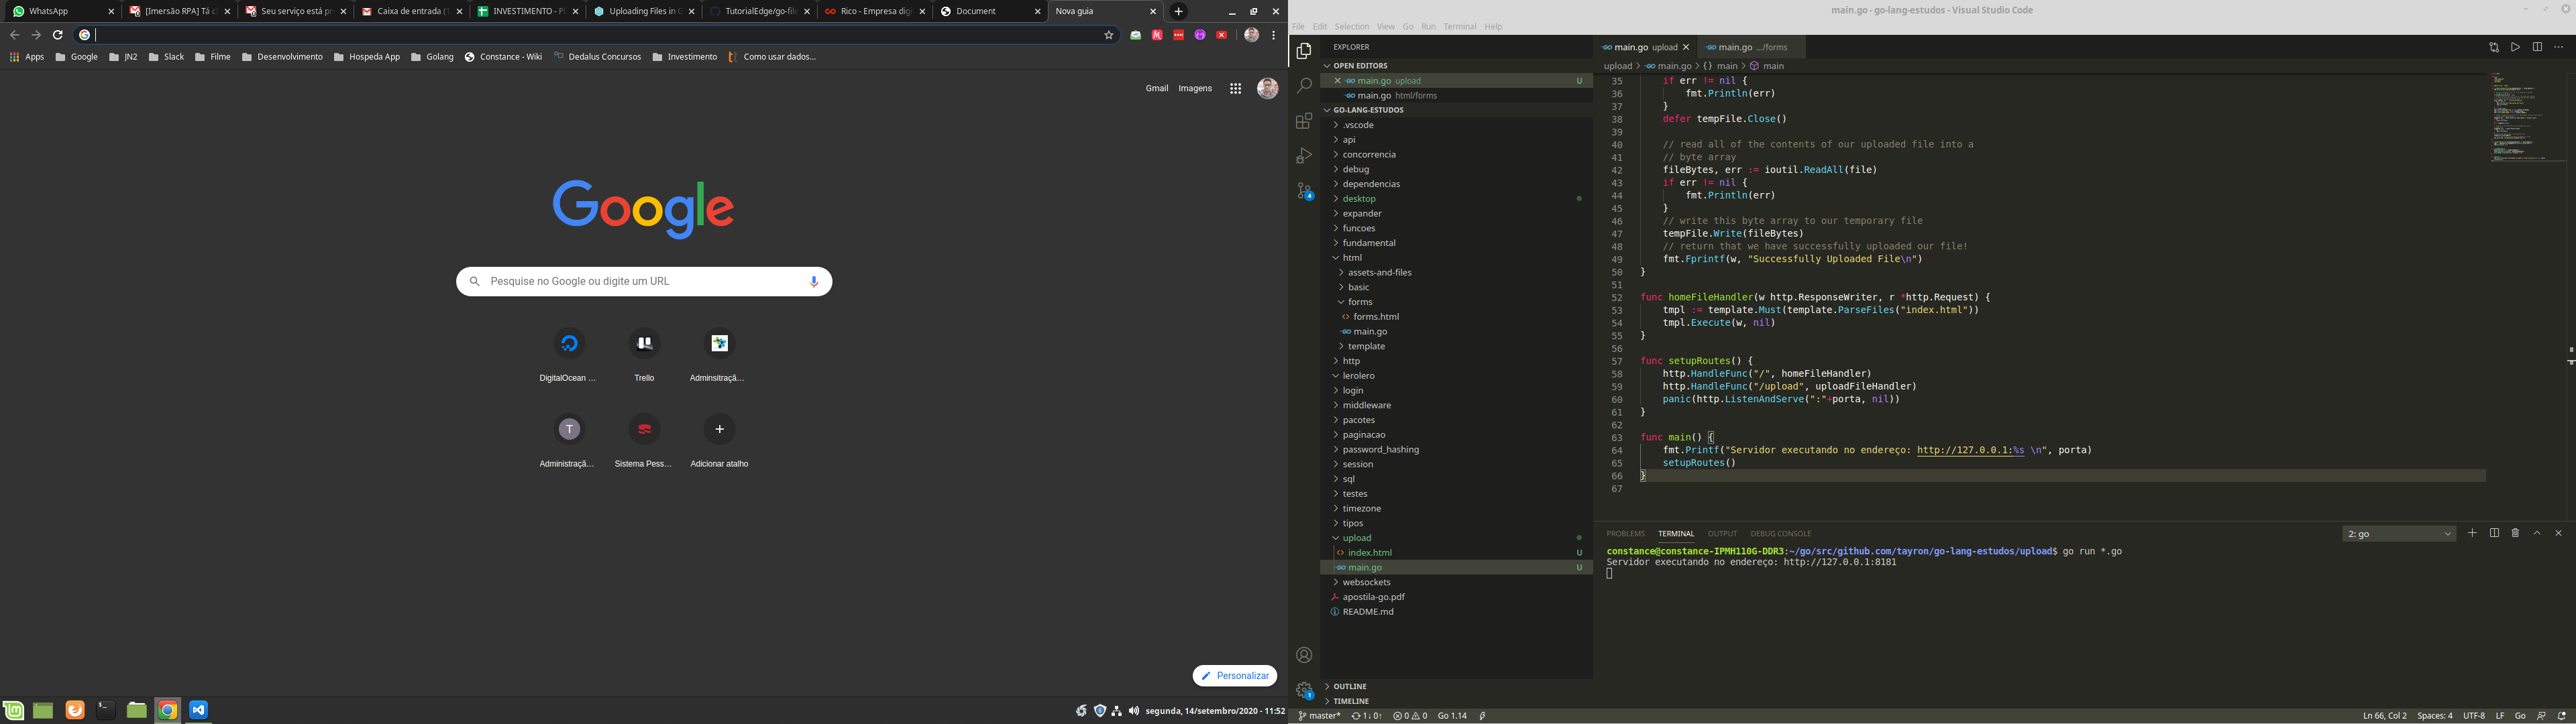 WhatsApp
[Imersão RPA] Tá c
Seu serviço está pr
Caixa de entrada (1
INVESTIMENTO - Pl
Uploading Files in G
TutorialEdge/go-file
Rico - Empresa digi
Document
Nova guia
Apps
Google
JN2
Slack
Filme
Desenvolvimento
Hospeda App
Golang
Constance - Wiki
Dedalus Concursos
Investimento
Como usar dados...
Gmail
Imagens
Google
Pesquise no Google ou digite um URL
DigitalOcean ...
Trello
Adminsitraçã...
T
Administraçã...
Sistema Pess...
Adicionar atalho
Personalizar
segunda, 14/setembro/2020 - 11:52
main.go - go-lang-estudos - Visual Studio Code
File Edit Selection View Go Run Terminal Help
EXPLORER
OPEN EDITORS
main.go upload U
main.go html/forms
GO-LANG-ESTUDOS
.vscode
api
concorrencia
debug
dependencias
desktop
expander
funcoes
fundamental
html
assets-and-files
basic
forms
forms.html
main.go
template
http
lerolero
login
middleware
pacotes
paginacao
password_hashing
session
sql
testes
timezone
tipos
upload
index.html U
main.go U
websockets
apostila-go.pdf
README.md
OUTLINE
TIMELINE
4
1
main.go upload
main.go .../forms
upload > main.go > {} main > main
35 if err != nil {
36 fmt.Println(err)
37 }
38 defer tempFile.Close()
39
40 // read all of the contents of our uploaded file into a
41 // byte array
42 fileBytes, err := ioutil.ReadAll(file)
43 if err != nil {
44 fmt.Println(err)
45 }
46 // write this byte array to our temporary file
47 tempFile.Write(fileBytes)
48 // return that we have successfully uploaded our file!
49 fmt.Fprintf(w, "Successfully Uploaded File\n")
50 }
51
52 func homeFileHandler(w http.ResponseWriter, r *http.Request) {
53 tmpl := template.Must(template.ParseFiles("index.html"))
54 tmpl.Execute(w, nil)
55 }
56
57 func setupRoutes() {
58 http.HandleFunc("/", homeFileHandler)
59 http.HandleFunc("/upload", uploadFileHandler)
60 panic(http.ListenAndServe(":"+porta, nil))
61 }
62
63 func main() {
64 fmt.Printf("Servidor executando no endereço: http://127.0.0.1:%s \n", porta)
65 setupRoutes()
66 }
67
PROBLEMS TERMINAL OUTPUT DEBUG CONSOLE
2: go
constance@constance-IPMH110G-DDR3:~/go/src/github.com/tayron/go-lang-estudos/upload$ go run *.go
Servidor executando no endereço: http://127.0.0.1:8181
master* 1↓ 0↑ 0 0 Go 1.14
Ln 66, Col 2 Spaces: 4 UTF-8 LF Go